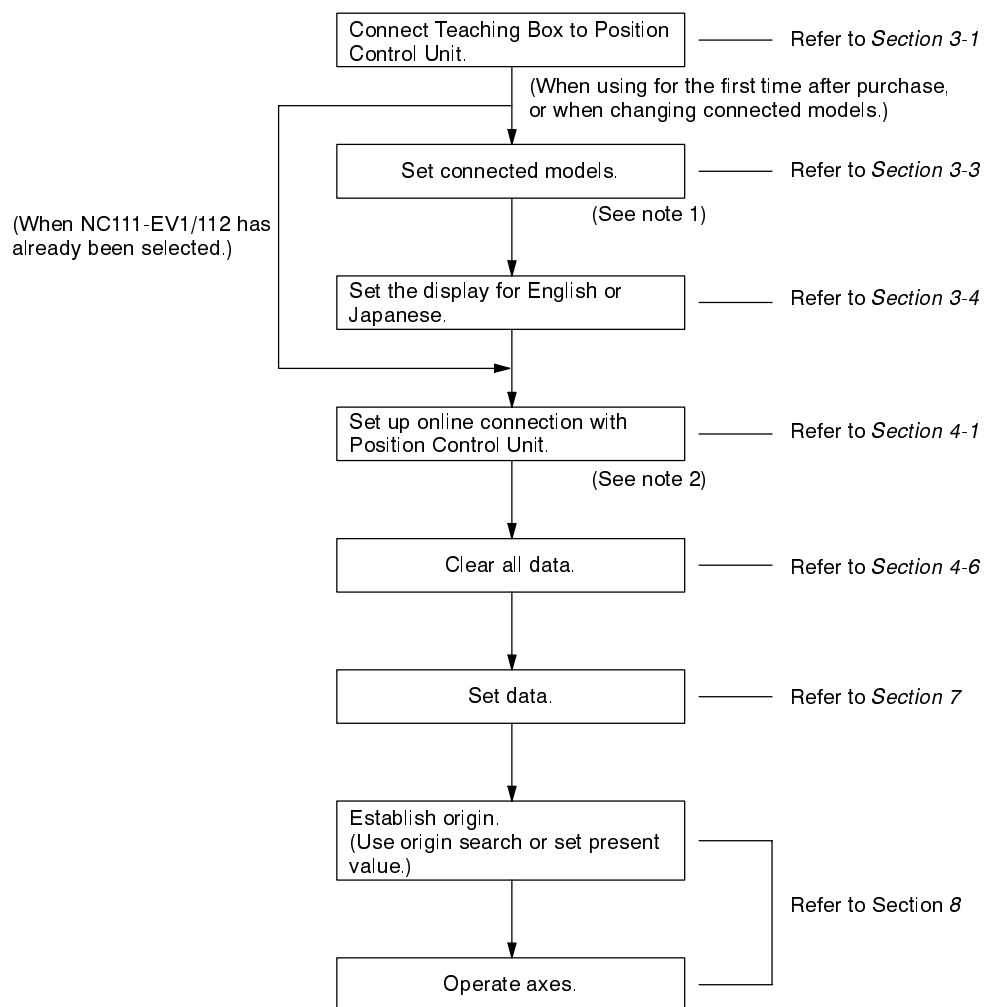 Connect Teaching Box to Position
Control Unit.
Refer to Section 3-1
(When using for the first time after purchase,
or when changing connected models.)
Set connected models.
Refer to Section 3-3
(See note 1)
(When NC111-EV1/112 has
already been selected.)
Set the display for English or
Japanese.
Refer to Section 3-4
Set up online connection with
Position Control Unit.
Refer to Section 4-1
(See note 2)
Clear all data.
Refer to Section 4-6
Set data.
Refer to Section 7
Establish origin.
(Use origin search or set present
value.)
Refer to Section 8
Operate axes.